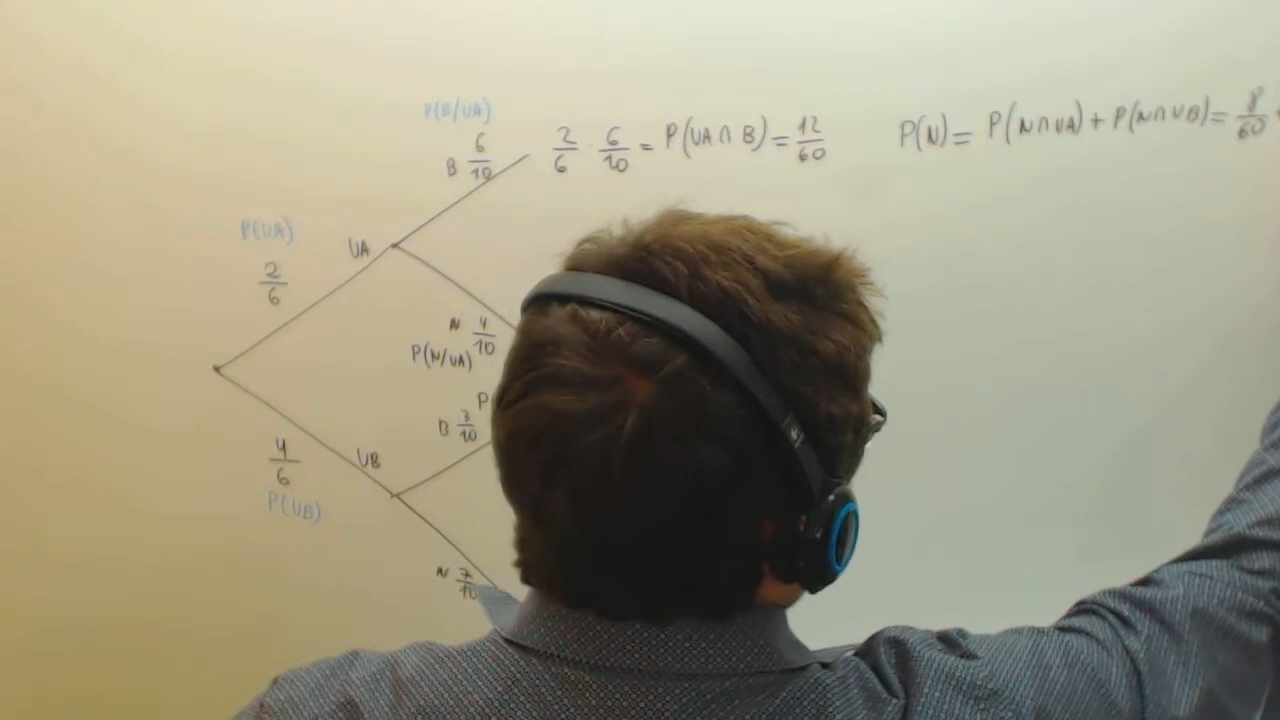 P(B/UA)
B 6/10
2/6 · 6/10 = P(UA∩B) = 12/60
P(N) = P(N∩UA) + P(N∩UB) = 8/60
P(UA)
UA
2/6
N 4/10
P(N/UA)
P
B 3/10
4/6
UB
P(UB)
N 7/10